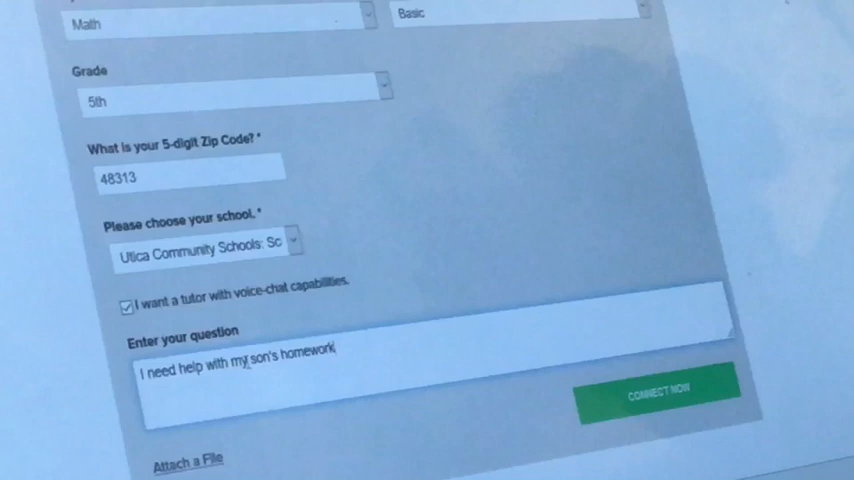 Math
Basic
Grade
5th
What is your 5-digit Zip Code? *
48313
Please choose your school. *
Utica Community Schools: Sc
I want a tutor with voice-chat capabilities.
Enter your question
I need help with my son's homework
CONNECT NOW
Attach a File